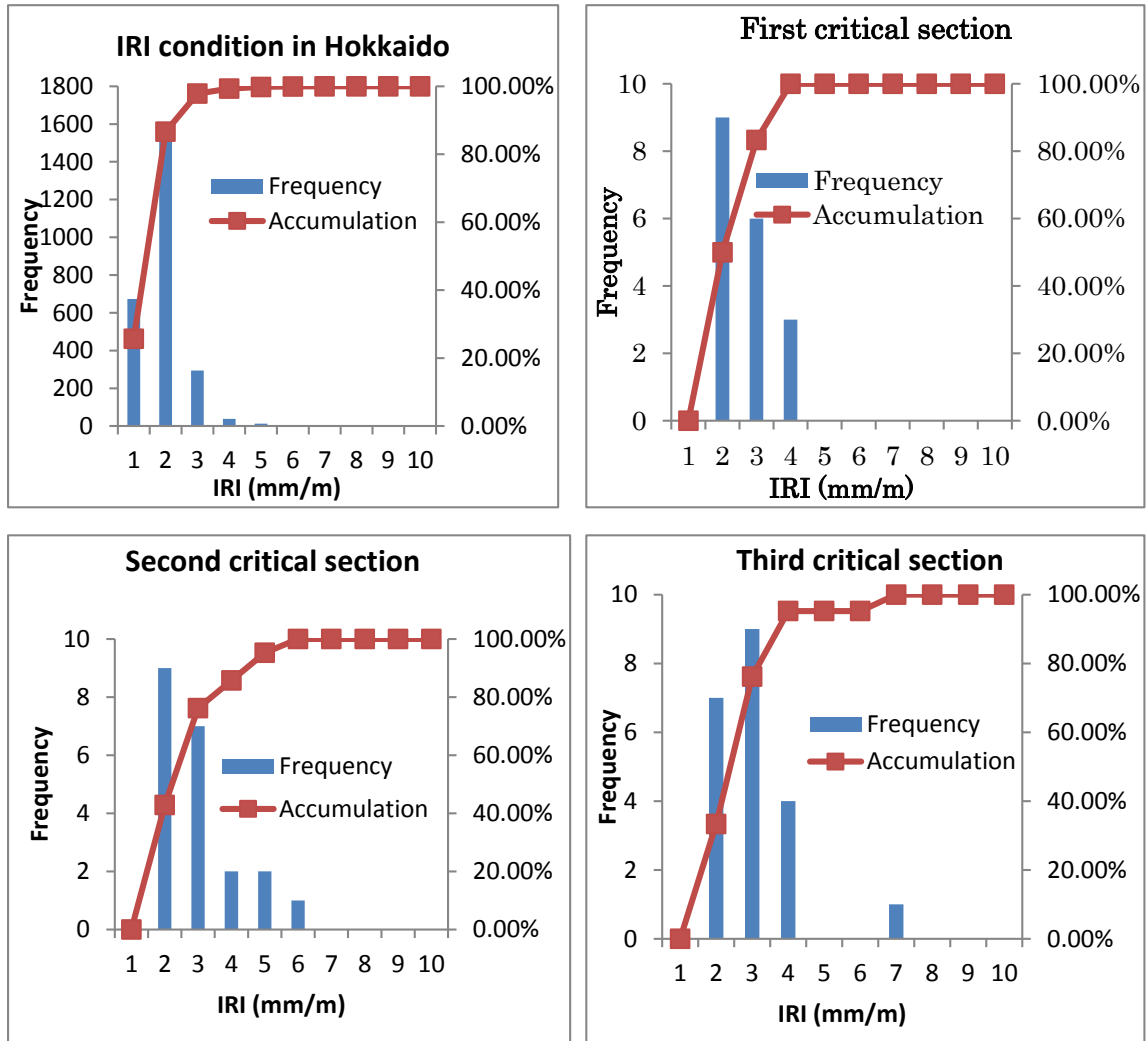 IRI condition in Hokkaido
1800
1600
1400
1200
1000
800
600
400
200
0
100.00%
80.00%
60.00%
40.00%
20.00%
0.00%
Frequency
Frequency
Accumulation
1 2 3 4 5 6 7 8 9 10
IRI (mm/m)
First critical section
10
8
6
4
2
0
100.00%
80.00%
60.00%
40.00%
20.00%
0.00%
Frequency
Frequency
Accumulation
1 2 3 4 5 6 7 8 9 10
IRI (mm/m)
Second critical section
10
8
6
4
2
0
100.00%
80.00%
60.00%
40.00%
20.00%
0.00%
Frequency
Frequency
Accumulation
1 2 3 4 5 6 7 8 9 10
IRI (mm/m)
Third critical section
10
8
6
4
2
0
100.00%
80.00%
60.00%
40.00%
20.00%
0.00%
Frequency
Frequency
Accumulation
1 2 3 4 5 6 7 8 9 10
IRI (mm/m)